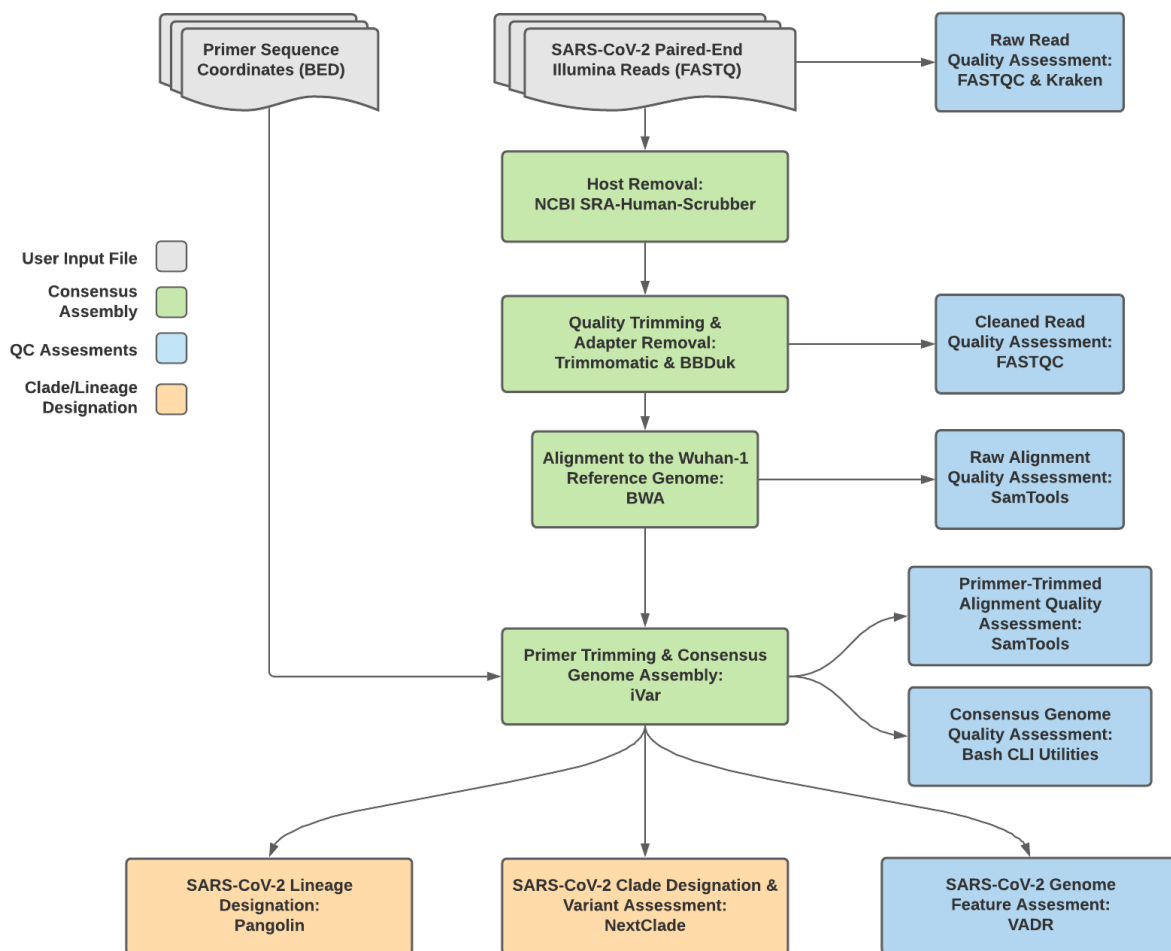 Primer Sequence
Coordinates (BED)
SARS-CoV-2 Paired-End
Illumina Reads (FASTQ)
Raw Read
Quality Assessment:
FASTQC & Kraken
Host Removal:
NCBI SRA-Human-Scrubber
User Input File
Consensus
Assembly
QC Assesments
Clade/Lineage
Designation
Quality Trimming &
Adapter Removal:
Trimmomatic & BBDuk
Cleaned Read
Quality Assessment:
FASTQC
Alignment to the Wuhan-1
Reference Genome:
BWA
Raw Alignment
Quality Assessment:
SamTools
Primmer-Trimmed
Alignment Quality
Assessment:
SamTools
Primer Trimming & Consensus
Genome Assembly:
iVar
Consensus Genome
Quality Assessment:
Bash CLI Utilities
SARS-CoV-2 Lineage
Designation:
Pangolin
SARS-CoV-2 Clade Designation &
Variant Assessment:
NextClade
SARS-CoV-2 Genome
Feature Assesment:
VADR